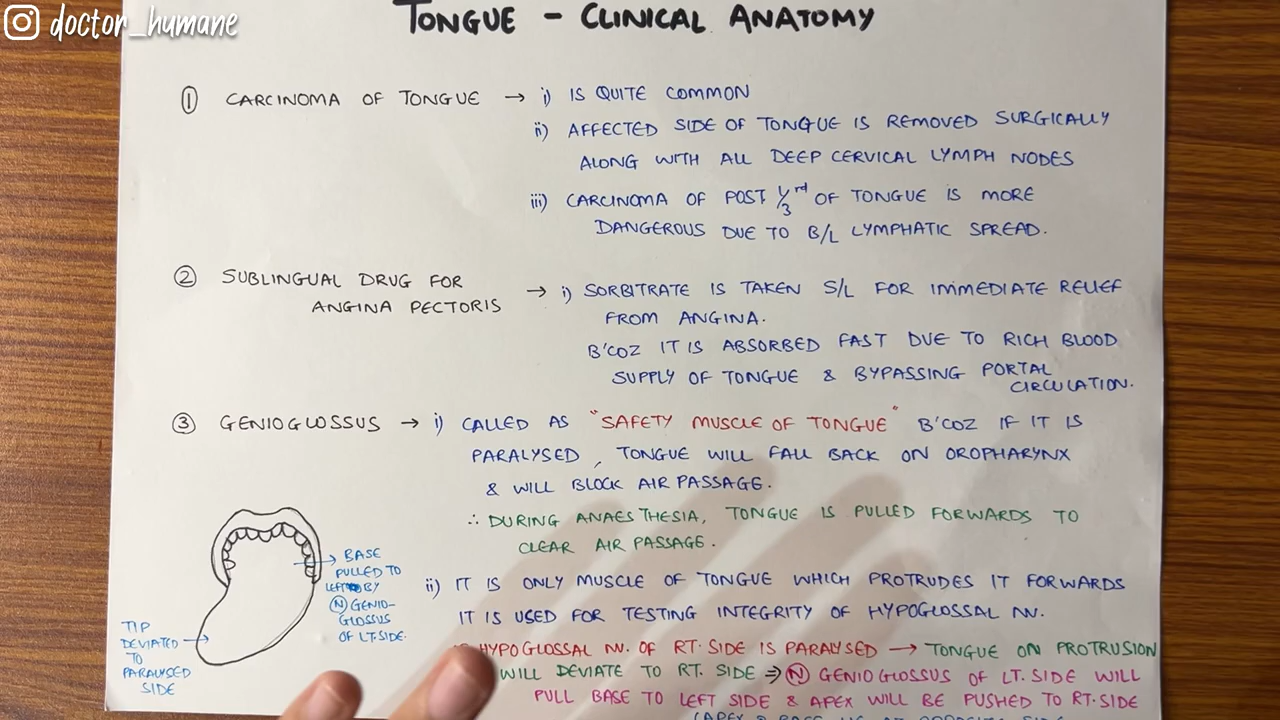 doctor_humane
TONGUE - CLINICAL ANATOMY
① CARCINOMA OF TONGUE → i) IS QUITE COMMON
ii) AFFECTED SIDE OF TONGUE IS REMOVED SURGICALLY
ALONG WITH ALL DEEP CERVICAL LYMPH NODES
iii) CARCINOMA OF POST 1/3rd OF TONGUE IS MORE
DANGEROUS DUE TO B/L LYMPHATIC SPREAD.
② SUBLINGUAL DRUG FOR
ANGINA PECTORIS → i) SORBITRATE IS TAKEN S/L FOR IMMEDIATE RELIEF
FROM ANGINA.
B'COZ IT IS ABSORBED FAST DUE TO RICH BLOOD
SUPPLY OF TONGUE & BYPASSING PORTAL
CIRCULATION.
③ GENIOGLOSSUS → i) CALLED AS "SAFETY MUSCLE OF TONGUE" B'COZ IF IT IS
PARALYSED, TONGUE WILL FALL BACK ON OROPHARYNX
& WILL BLOCK AIR PASSAGE.
∴ DURING ANAESTHESIA, TONGUE IS PULLED FORWARDS TO
CLEAR AIR PASSAGE.
ii) IT IS ONLY MUSCLE OF TONGUE WHICH PROTRUDES IT FORWARDS
IT IS USED FOR TESTING INTEGRITY OF HYPOGLOSSAL N.
HYPOGLOSSAL N. OF RT. SIDE IS PARALYSED → TONGUE ON PROTRUSION
WILL DEVIATE TO RT. SIDE ⇒ Ⓝ GENIOGLOSSUS OF LT. SIDE WILL
PULL BASE TO LEFT SIDE & APEX WILL BE PUSHED TO RT. SIDE
(APEX & BASE
→ BASE
PULLED TO
LEFT BY
Ⓝ GENIO-
GLOSSUS
OF LT. SIDE.
TIP
DEVIATED →
TO
PARALYSED
SIDE